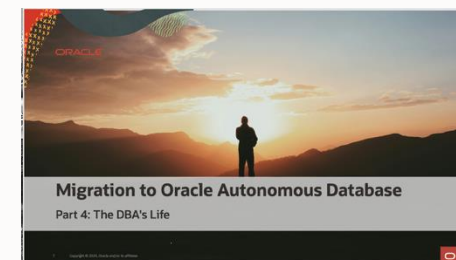 ORACLE
Migration to Oracle Autonomous Database
Part 4: The DBA's Life